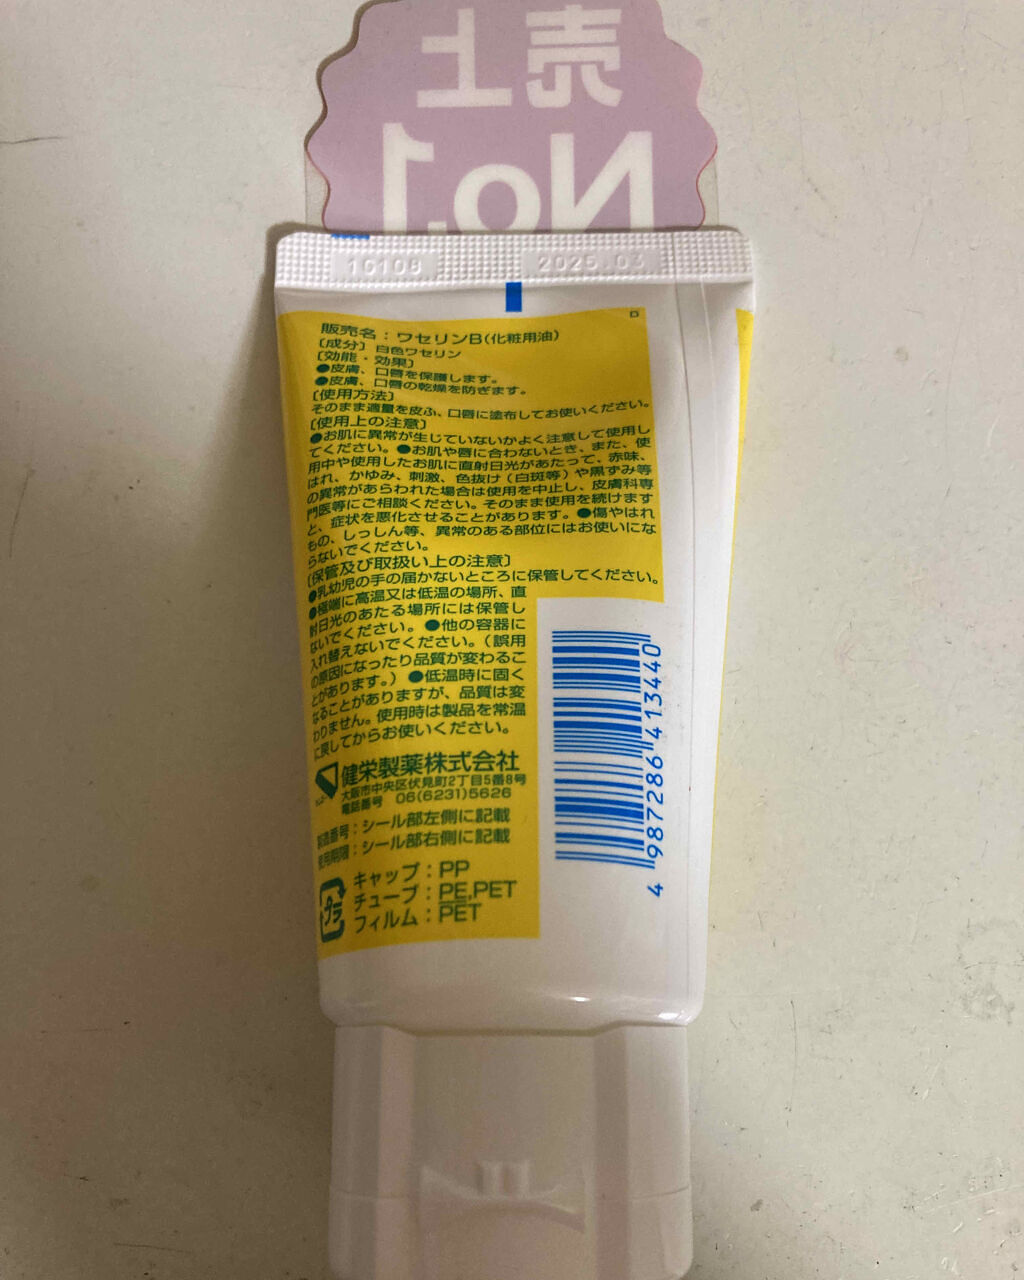 売上
No.1
1C108
2025.03
D
販売名：ワセリンB(化粧用油)
〔成分〕白色ワセリン
〔効能・効果〕
●皮膚、口唇を保護します。
●皮膚、口唇の乾燥を防ぎます。
〔使用方法〕
そのまま適量を皮ふ、口唇に塗布してお使いください。
〔使用上の注意〕
●お肌に異常が生じていないかよく注意して使用し
てください。●お肌や唇に合わないとき、また、使
用中や使用したお肌に直射日光があたって、赤味、
はれ、かゆみ、刺激、色抜け(白斑等)や黒ずみ等
の異常があらわれた場合は使用を中止し、皮膚科専
門医等にご相談ください。そのまま使用を続けます
と、症状を悪化させることがあります。●傷やはれ
もの、しっしん等、異常のある部位にはお使いにな
らないでください。
〔保管及び取扱い上の注意〕
●乳幼児の手の届かないところに保管してください。
●極端に高温又は低温の場所、直
射日光のあたる場所には保管し
ないでください。●他の容器に
入れ替えないでください。(誤用
の原因になったり品質が変わるこ
とがあります。)●低温時に固く
なることがありますが、品質は変
わりません。使用時は製品を常温
に戻してからお使いください。
健栄製薬株式会社
大阪市中央区伏見町2丁目5番8号
電話番号 06(6231)5626
製造番号：シール部左側に記載
使用期限：シール部右側に記載
プラ
キャップ：PP
チューブ：PE,PET
フィルム：PET
4 987286 413440